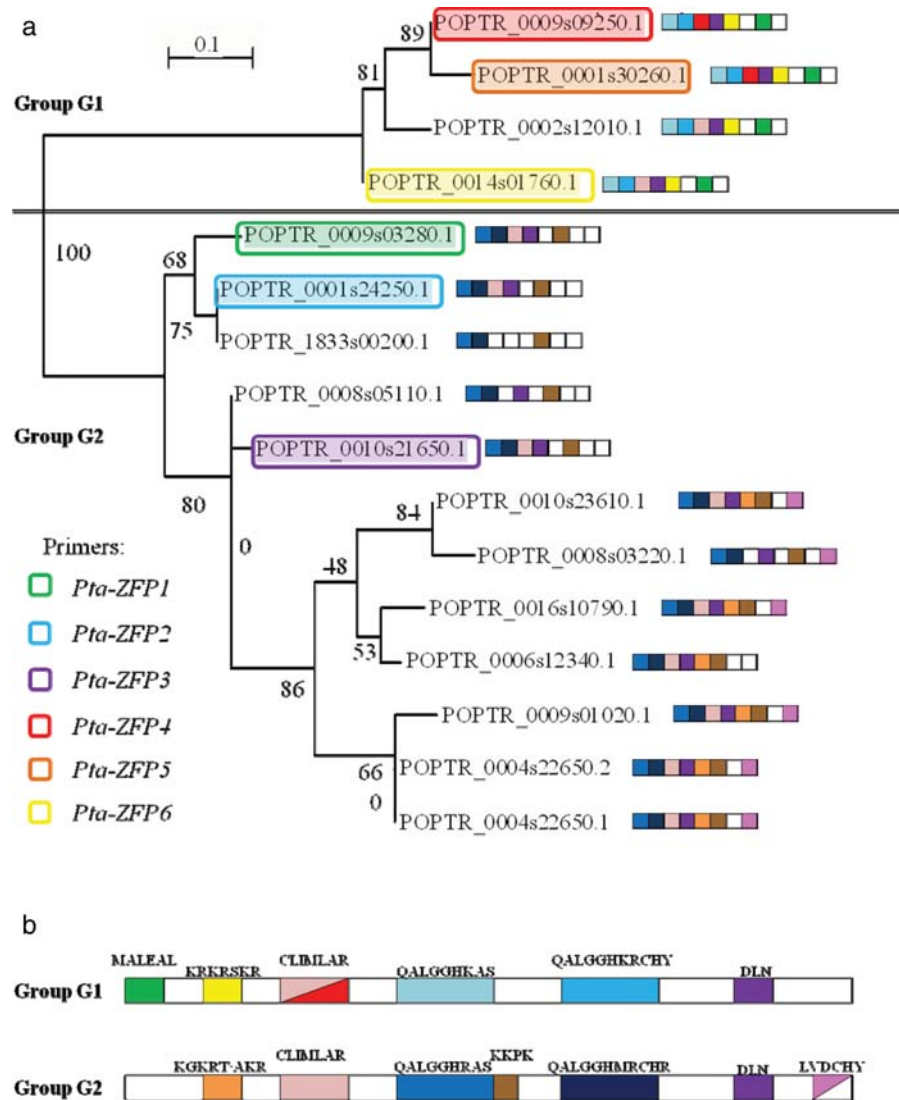 a
0.1
Group G1
89
POPTR_0009s09250.1
81
POPTR_0001s30260.1
POPTR_0002s12010.1
POPTR_0014s01760.1
100
68
POPTR_0009s03280.1
POPTR_0001s24250.1
75
POPTR_1833s00200.1
POPTR_0008s05110.1
Group G2
POPTR_0010s21650.1
80
0
84
POPTR_0010s23610.1
POPTR_0008s03220.1
48
POPTR_0016s10790.1
53
POPTR_0006s12340.1
86
POPTR_0009s01020.1
66
POPTR_0004s22650.2
0
POPTR_0004s22650.1
Primers:
Pta-ZFP1
Pta-ZFP2
Pta-ZFP3
Pta-ZFP4
Pta-ZFP5
Pta-ZFP6
b
MALEAL
KRKRSKR
CLIMLAR
QALGGHKAS
QALGGHKRCHY
DLN
Group G1
KGKRT-AKR
CLIMLAR
QALGGHRAS
KKPK
QALGGHMRCHR
DLN
LVDCHY
Group G2